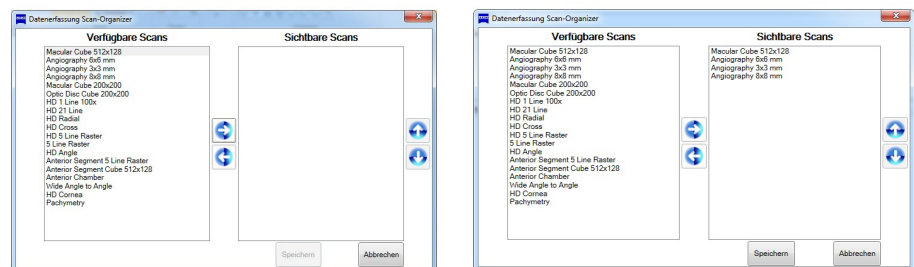 ZEISS Datenerfassung Scan-Organizer
Verfügbare Scans
Macular Cube 512x128
Angiography 6x6 mm
Angiography 3x3 mm
Angiography 8x8 mm
Macular Cube 200x200
Optic Disc Cube 200x200
HD 1 Line 100x
HD 21 Line
HD Radial
HD Cross
HD 5 Line Raster
5 Line Raster
HD Angle
Anterior Segment 5 Line Raster
Anterior Segment Cube 512x128
Anterior Chamber
Wide Angle to Angle
HD Cornea
Pachymetry
Sichtbare Scans
Speichern
Abbrechen
ZEISS Datenerfassung Scan-Organizer
Verfügbare Scans
Macular Cube 512x128
Angiography 6x6 mm
Angiography 3x3 mm
Angiography 8x8 mm
Macular Cube 200x200
Optic Disc Cube 200x200
HD 1 Line 100x
HD 21 Line
HD Radial
HD Cross
HD 5 Line Raster
5 Line Raster
HD Angle
Anterior Segment 5 Line Raster
Anterior Segment Cube 512x128
Anterior Chamber
Wide Angle to Angle
HD Cornea
Pachymetry
Sichtbare Scans
Macular Cube 512x128
Angiography 6x6 mm
Angiography 3x3 mm
Angiography 8x8 mm
Speichern
Abbrechen